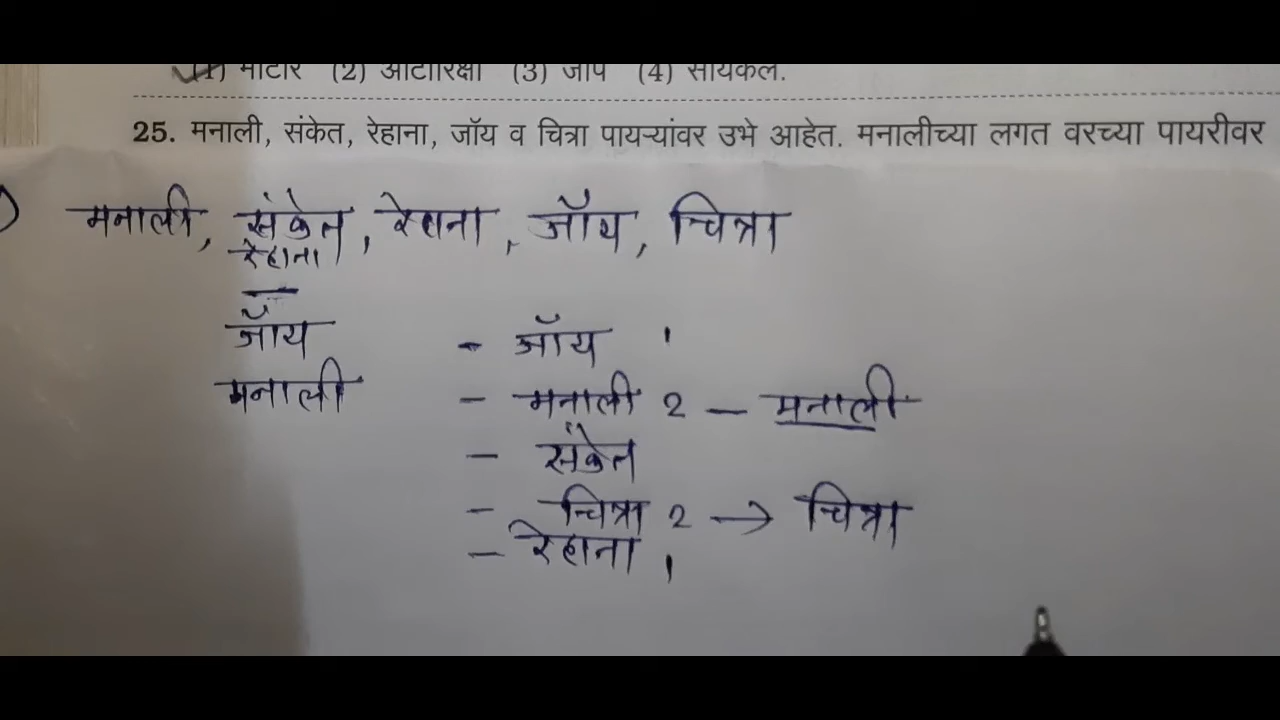 (1) मोटार (2) ऑटोरिक्षा (3) जीप (4) सायकल.
25. मनाली, संकेत, रेहाना, जॉय व चित्रा पायऱ्यांवर उभे आहेत. मनालीच्या लगत वरच्या पायरीवर
मनाली, संकेत, रेहाना, जॉय, चित्रा
रेहाना
जॉय - जॉय '
मनाली - मनाली 2 - मनाली
- संकेत
- चित्रा 2 → चित्रा
- रेहाना ,